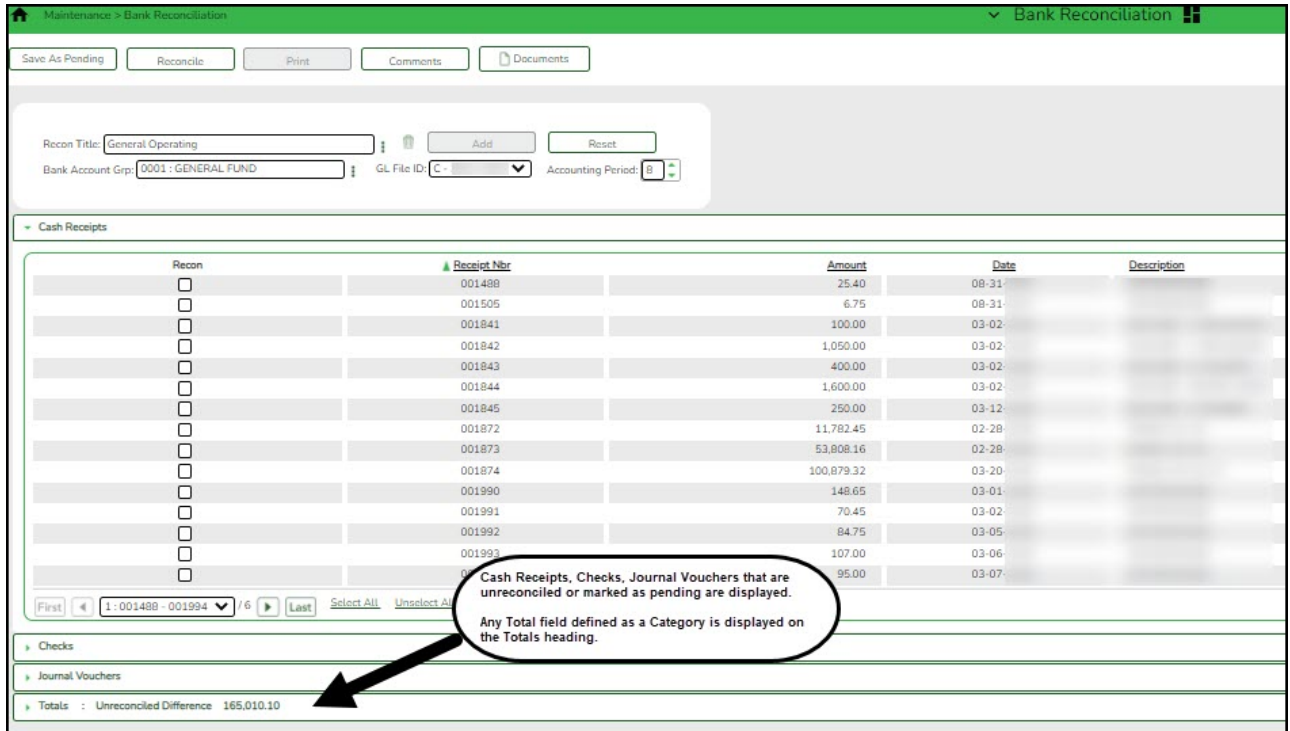 Maintenance > Bank Reconciliation
Bank Reconciliation
Save As Pending Reconcile Print Comments Documents
Recon Title: General Operating Add Reset
Bank Account Grp: 0001 : GENERAL FUND GL File ID: C - Accounting Period: 8
Cash Receipts
Recon Receipt Nbr Amount Date Description
001488 25.40 08-31-
001505 6.75 08-31-
001841 100.00 03-02-
001842 1,050.00 03-02-
001843 400.00 03-02-
001844 1,600.00 03-02-
001845 250.00 03-12-
001872 11,782.45 02-28-
001873 53,808.16 02-28-
001874 100,879.32 03-20-
001990 148.65 03-01-
001991 70.45 03-02-
001992 84.75 03-05-
001993 107.00 03-06-
95.00 03-07-
Cash Receipts, Checks, Journal Vouchers that are
unreconciled or marked as pending are displayed.
Any Total field defined as a Category is displayed on
the Totals heading.
First 1 : 001488 - 001994 / 6 Last Select All Unselect
Checks
Journal Vouchers
Totals : Unreconciled Difference 165,010.10